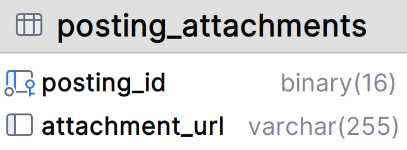 posting_attachments
posting_id binary(16)
attachment_url varchar(255)